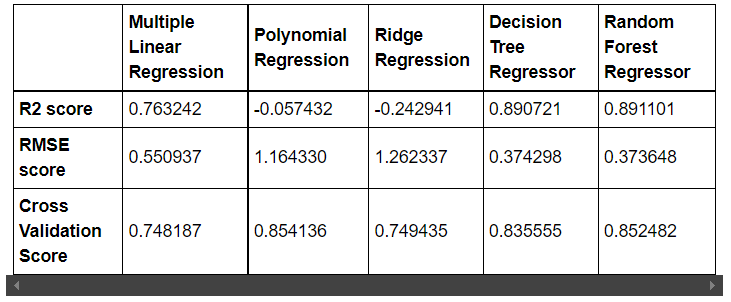 Multiple Linear Regression Polynomial Regression Ridge Regression Decision Tree Regressor Random Forest Regressor
R2 score 0.763242 -0.057432 -0.242941 0.890721 0.891101
RMSE score 0.550937 1.164330 1.262337 0.374298 0.373648
Cross Validation Score 0.748187 0.854136 0.749435 0.835555 0.852482